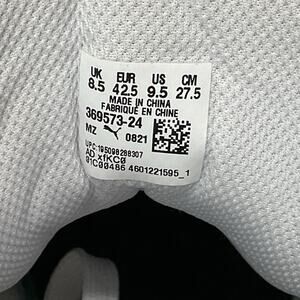 UK EUR US CM
8.5 42.5 9.5 27.5
MADE IN CHINA
FABRIQUÉ EN CHINE
369573-24
MZ 0821
UPC:195098288307
AD_xfKC0
01C00486 4601221595_1